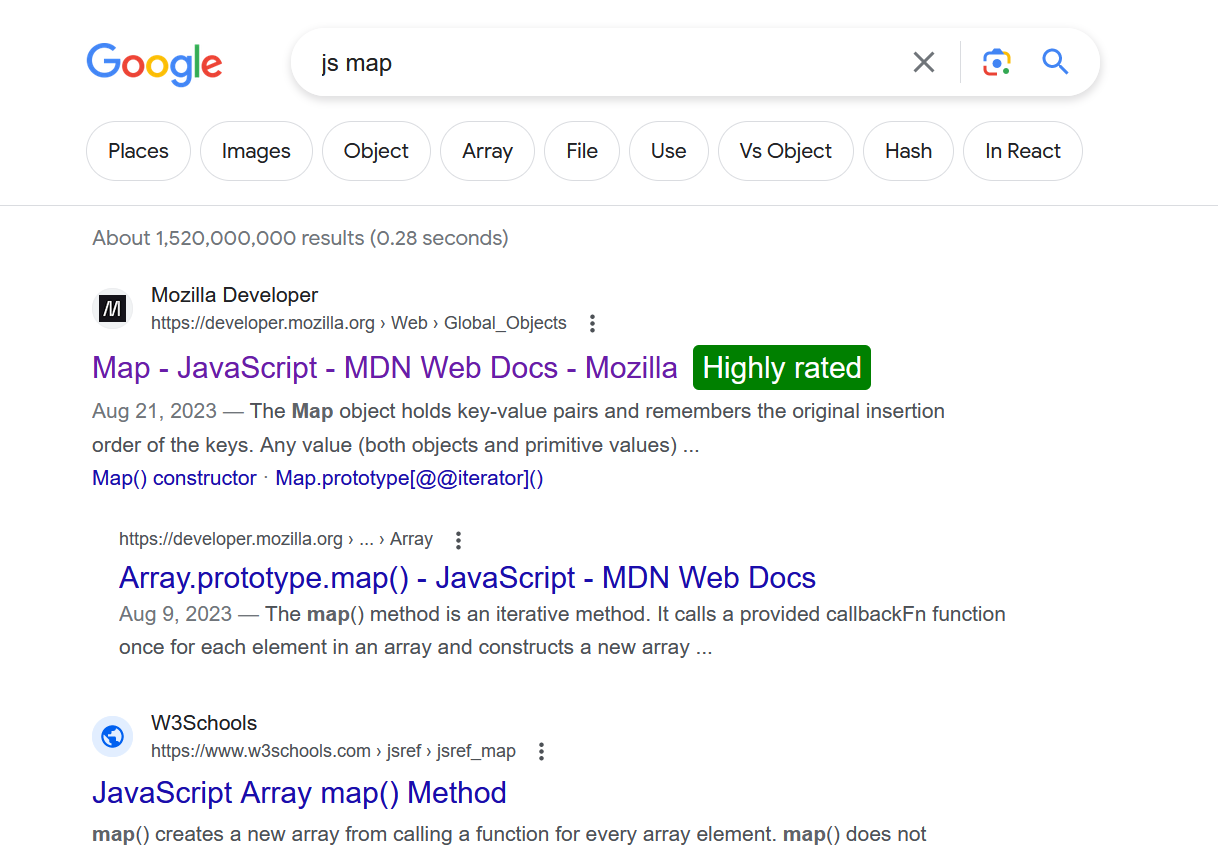 Google
js map
Places
Images
Object
Array
File
Use
Vs Object
Hash
In React
About 1,520,000,000 results (0.28 seconds)
Mozilla Developer
https://developer.mozilla.org › Web › Global_Objects
Map - JavaScript - MDN Web Docs - Mozilla Highly rated
Aug 21, 2023 — The Map object holds key-value pairs and remembers the original insertion
order of the keys. Any value (both objects and primitive values) ...
Map() constructor · Map.prototype[@@iterator]()
https://developer.mozilla.org › ... › Array
Array.prototype.map() - JavaScript - MDN Web Docs
Aug 9, 2023 — The map() method is an iterative method. It calls a provided callbackFn function
once for each element in an array and constructs a new array ...
W3Schools
https://www.w3schools.com › jsref › jsref_map
JavaScript Array map() Method
map() creates a new array from calling a function for every array element. map() does not